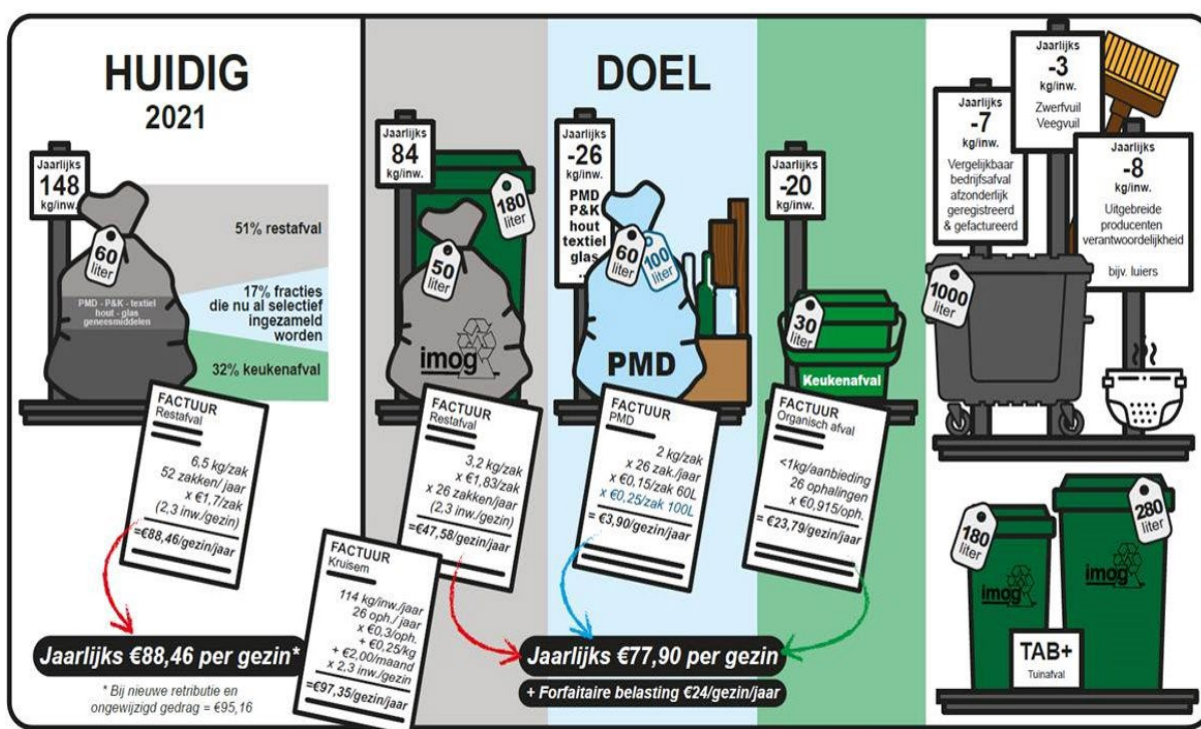 HUIDIG
2021
Jaarlijks
148
kg/inw.
60
liter
PMD - P&K - textiel
hout - glas
geneesmiddelen
51% restafval
17% fracties
die nu al selectief
ingezameld
worden
32% keukenafval
FACTUUR
Restafval
6,5 kg/zak
52 zakken/ jaar
x €1,7/zak
(2,3 inw./gezin)
=€88,46/gezin/jaar
Jaarlijks €88,46 per gezin*
* Bij nieuwe retributie en
ongewijzigd gedrag = €95,16
FACTUUR
Kruisem
114 kg/inw./jaar
26 oph./ jaar
x €0,3/oph.
+ €0,25/kg
+ €2,00/maand
x 2,3 inw./gezin
=€97,35/gezin/jaar
DOEL
Jaarlijks
84
kg/inw.
180
liter
50
liter
imog
FACTUUR
Restafval
3,2 kg/zak
x €1,83/zak
x 26 zakken/jaar
(2,3 inw./gezin)
=€47,58/gezin/jaar
Jaarlijks
-26
kg/inw.
PMD
P&K
hout
textiel
glas
...
60
liter
100
liter
PMD
FACTUUR
PMD
2 kg/zak
x 26 zak./jaar
x €0,15/zak 60L
x €0,25/zak 100L
= €3,90/gezin/jaar
Jaarlijks
-20
kg/inw.
30
liter
Keukenafval
FACTUUR
Organisch afval
<1kg/aanbieding
26 ophalingen
x €0,915/oph.
= €23,79/gezin/jaar
Jaarlijks €77,90 per gezin
+ Forfaitaire belasting €24/gezin/jaar
Jaarlijks
-7
kg/inw.
Vergelijkbaar
bedrijfsafval
afzonderlijk
geregistreerd
& gefactureerd
Jaarlijks
-3
kg/inw.
Zwerfvuil
Veegvuil
Jaarlijks
-8
kg/inw.
Uitgebreide
producenten
verantwoordelijkheid
bijv. luiers
1000
liter
180
liter
280
liter
imog
imog
TAB+
Tuinafval